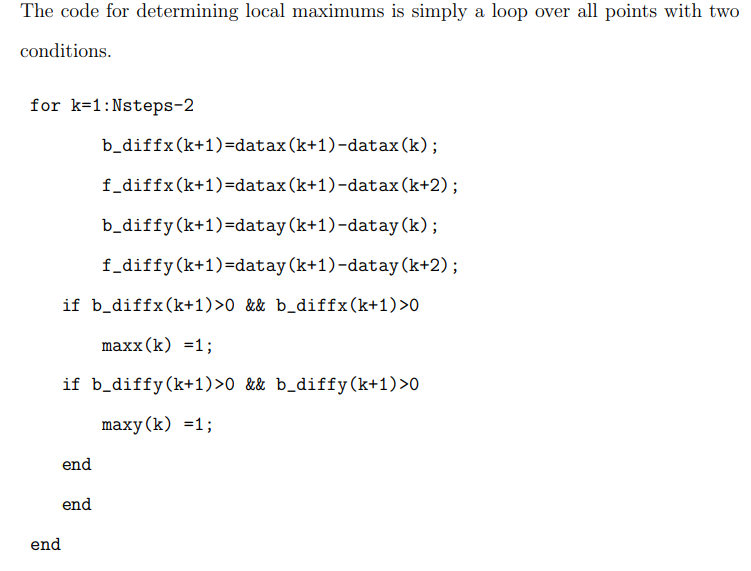 The code for determining local maximums is simply a loop over all points with two
conditions.
for k=1:Nsteps-2
b_diffx(k+1)=datax(k+1)-datax(k);
f_diffx(k+1)=datax(k+1)-datax(k+2);
b_diffy(k+1)=datay(k+1)-datay(k);
f_diffy(k+1)=datay(k+1)-datay(k+2);
if b_diffx(k+1)>0 && b_diffx(k+1)>0
maxx(k) =1;
if b_diffy(k+1)>0 && b_diffy(k+1)>0
maxy(k) =1;
end
end
end